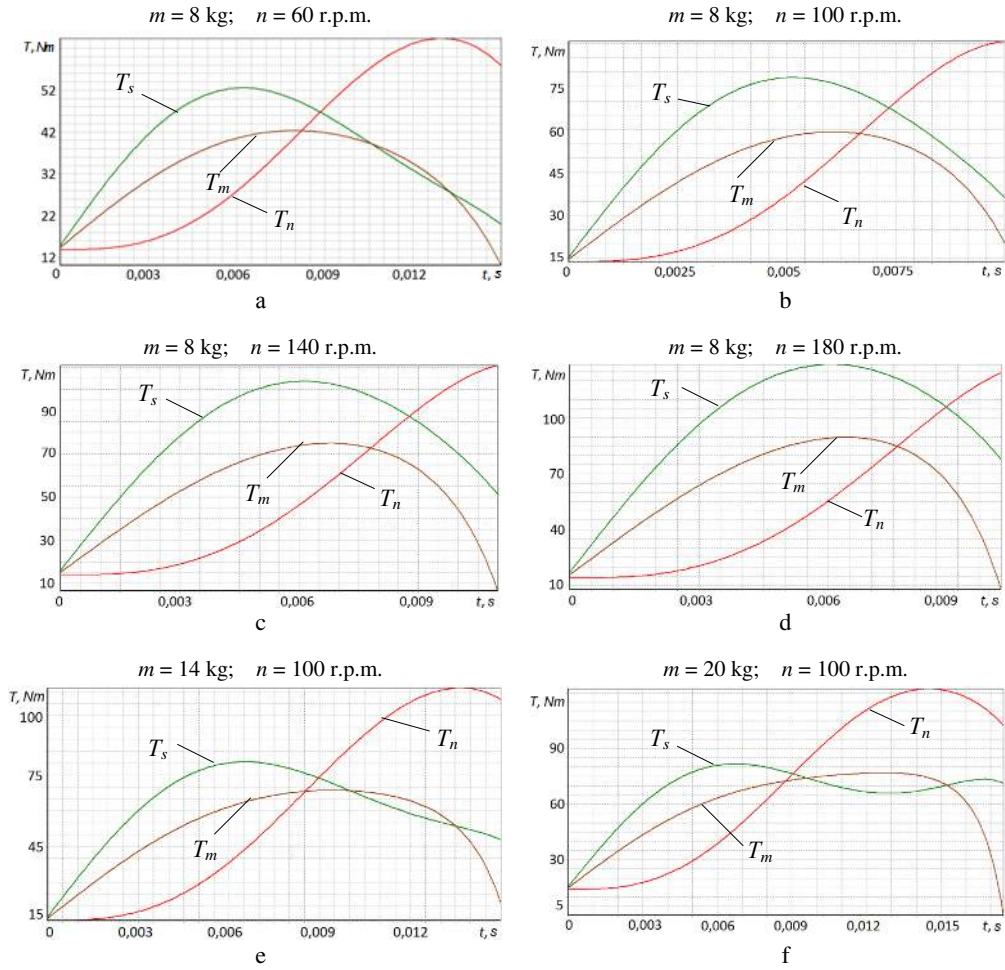 m = 8 kg; n = 60 r.p.m.
T, Nm
52
42
32
22
12
T_s
T_m
T_n
0 0,003 0,006 0,009 0,012 t, s
a
m = 8 kg; n = 100 r.p.m.
T, Nm
75
60
45
30
15
T_s
T_m
T_n
0 0,0025 0,005 0,0075 t, s
b
m = 8 kg; n = 140 r.p.m.
T, Nm
90
70
50
30
10
T_s
T_m
T_n
0 0,003 0,006 0,009 t, s
c
m = 8 kg; n = 180 r.p.m.
T, Nm
100
70
40
10
T_s
T_m
T_n
0 0,003 0,006 0,009 t, s
d
m = 14 kg; n = 100 r.p.m.
T, Nm
100
75
45
15
T_n
T_s
T_m
0 0,003 0,006 0,009 0,012 t, s
e
m = 20 kg; n = 100 r.p.m.
T, Nm
90
60
30
5
T_n
T_s
T_m
0 0,003 0,006 0,009 0,012 0,015 t, s
f